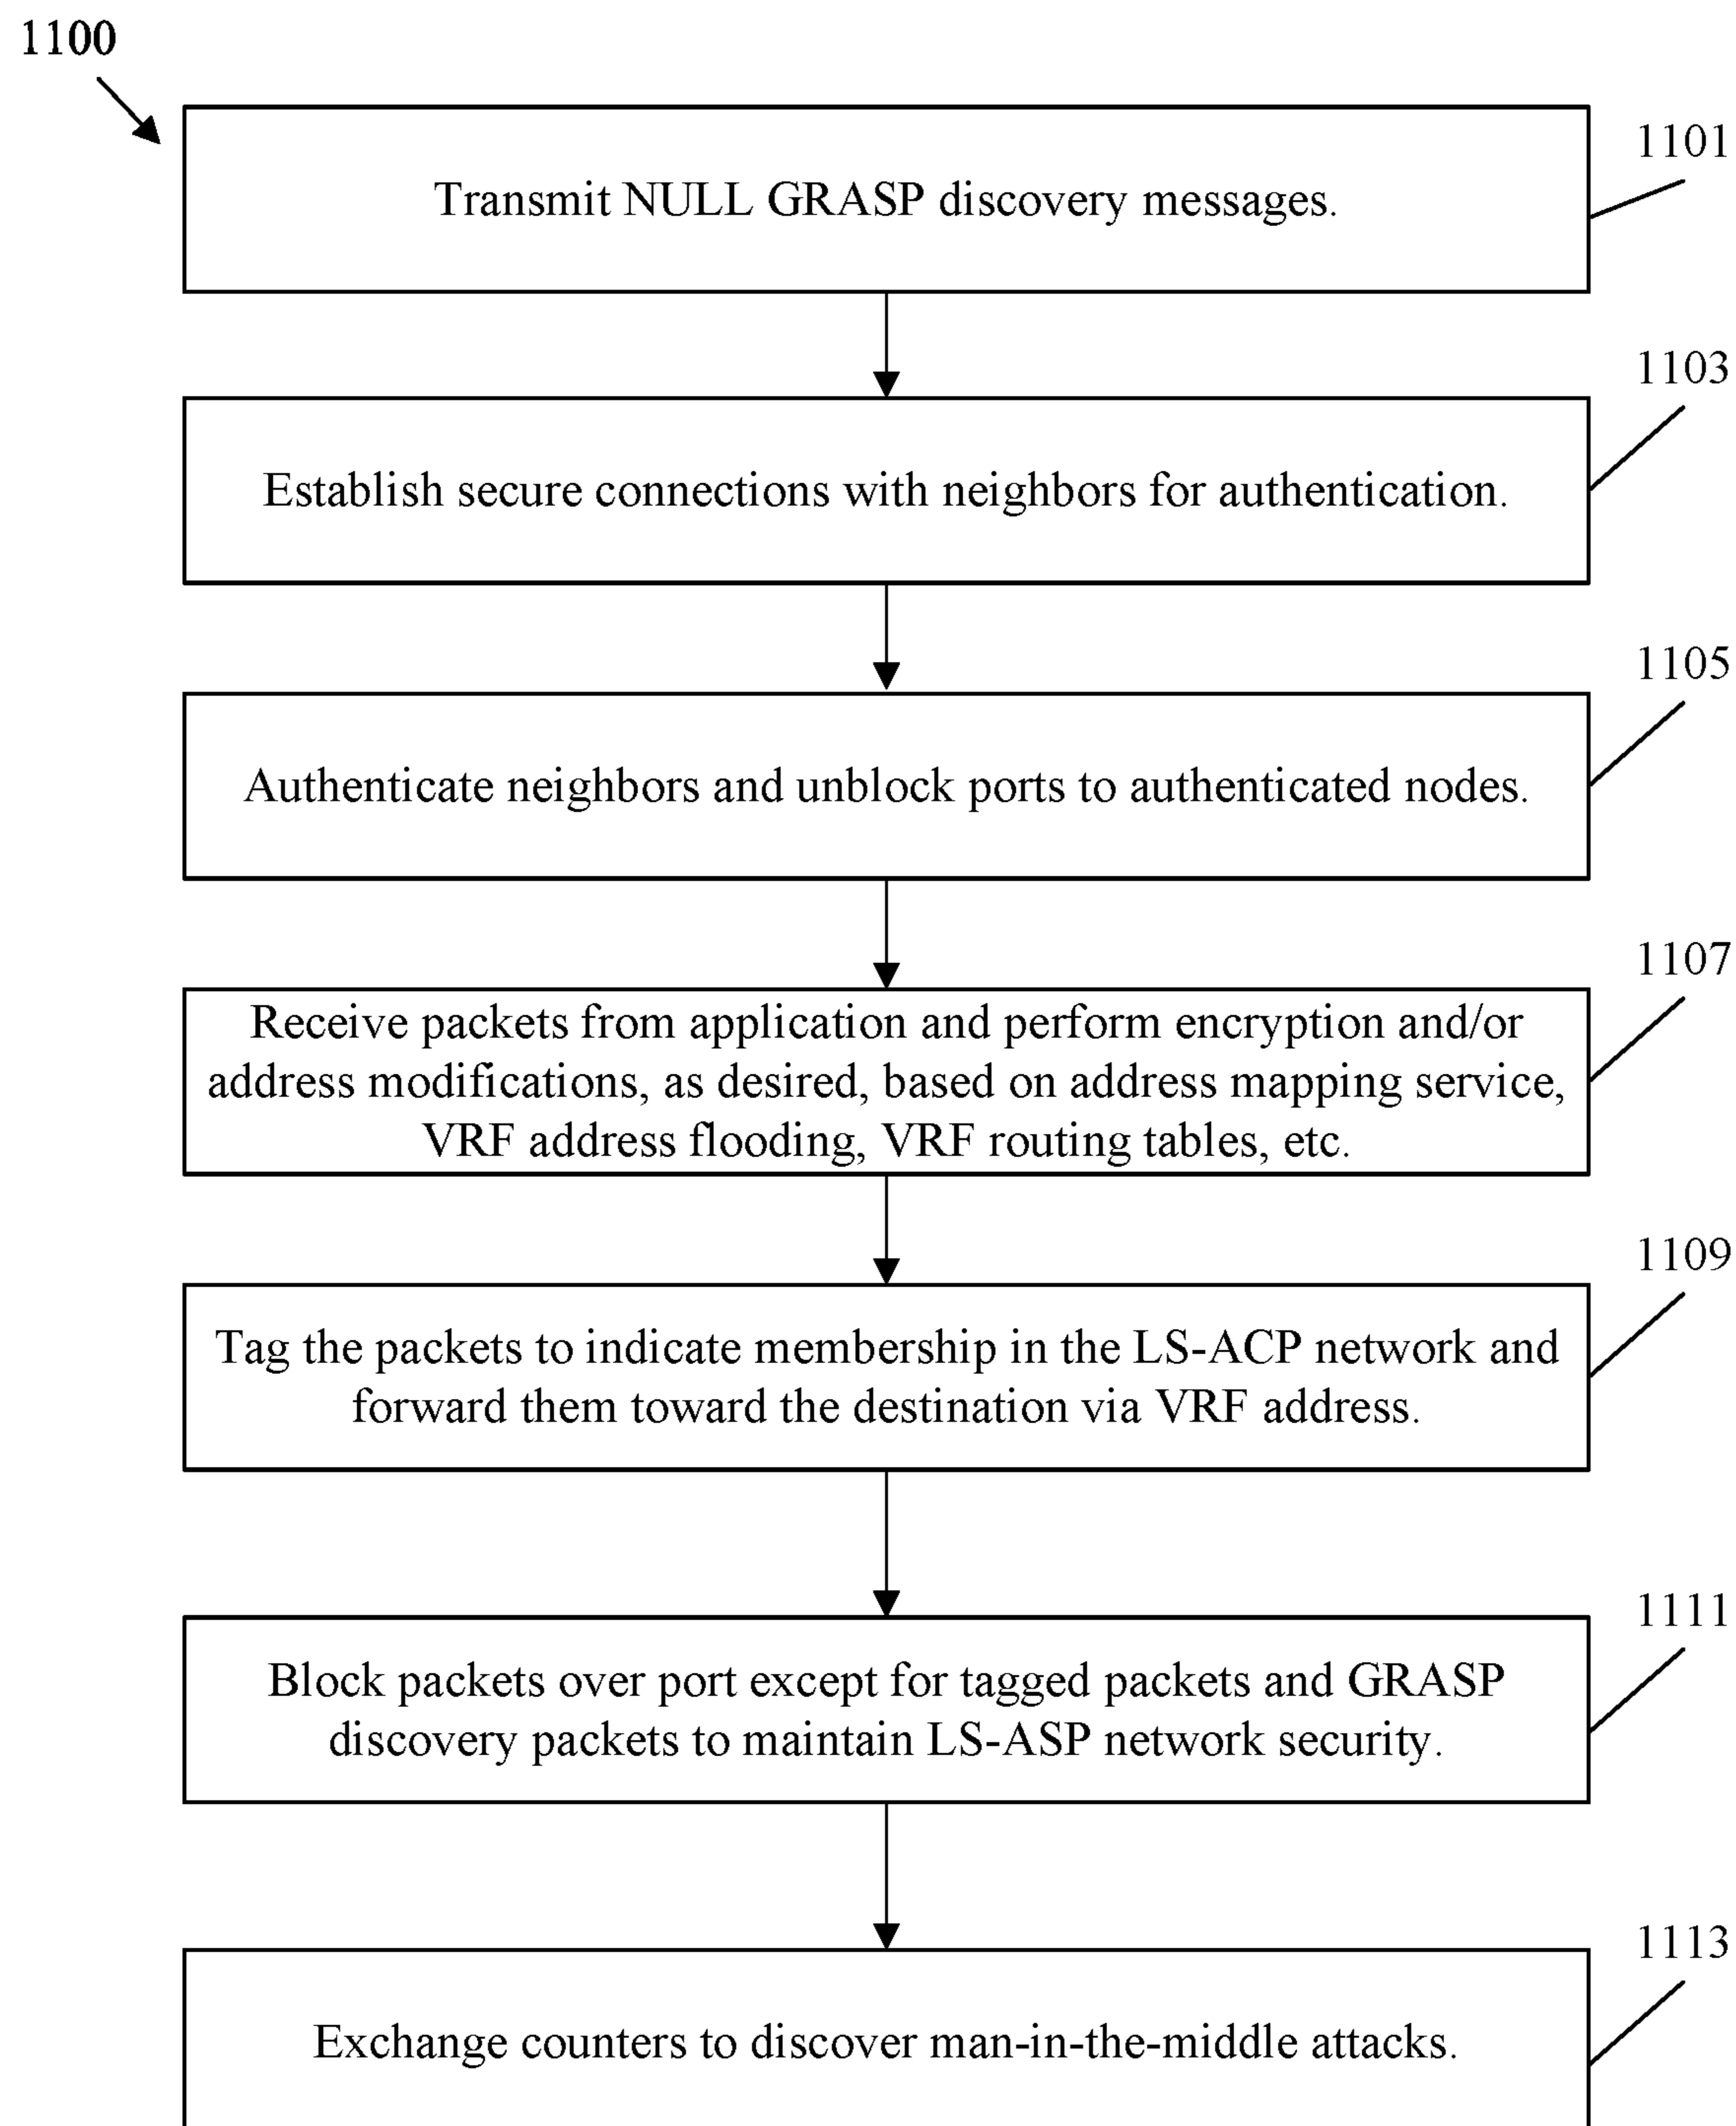 1100
1101
Transmit NULL GRASP discovery messages.
1103
Establish secure connections with neighbors for authentication.
1105
Authenticate neighbors and unblock ports to authenticated nodes.
1107
Receive packets from application and perform encryption and/or
address modifications, as desired, based on address mapping service,
VRF address flooding, VRF routing tables, etc.
1109
Tag the packets to indicate membership in the LS-ACP network and
forward them toward the destination via VRF address.
1111
Block packets over port except for tagged packets and GRASP
discovery packets to maintain LS-ASP network security.
1113
Exchange counters to discover man-in-the-middle attacks.